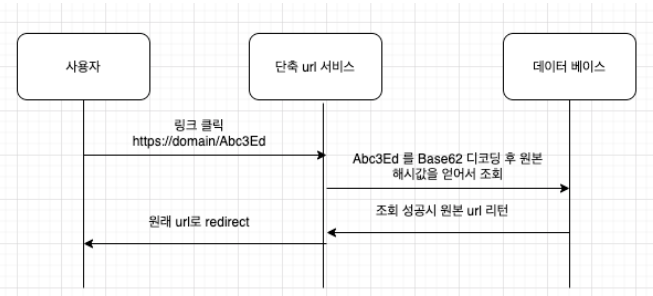 사용자
단축 url 서비스
데이터 베이스
링크 클릭
https://domain/Abc3Ed
Abc3Ed 를 Base62 디코딩 후 원본
해시값을 얻어서 조회
조회 성공시 원본 url 리턴
원래 url로 redirect